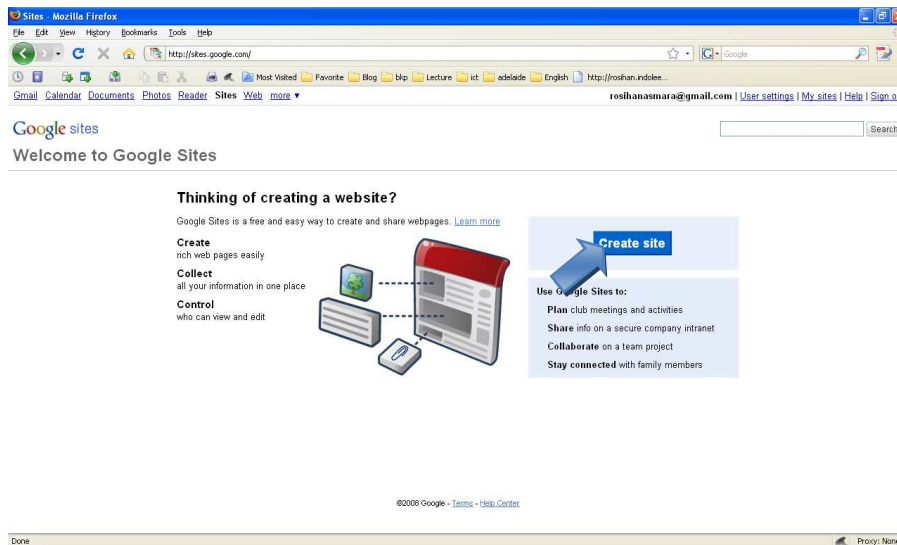 Sites - Mozilla Firefox
File Edit View History Bookmarks Tools Help
http://sites.google.com/ G Google
Most Visited Favorite Blog bkp Lecture ict adelaide English http://rosihan.indolee...
Gmail Calendar Documents Photos Reader Sites Web more ▼ rosihanasmara@gmail.com | User settings | My sites | Help | Sign o
Google sites Search
Welcome to Google Sites
Thinking of creating a website?
Google Sites is a free and easy way to create and share webpages. Learn more
Create
rich web pages easily
Collect
all your information in one place
Control
who can view and edit
Create site
Use Google Sites to:
Plan club meetings and activities
Share info on a secure company intranet
Collaborate on a team project
Stay connected with family members
©2008 Google - Terms - Help Center
Done Proxy: None